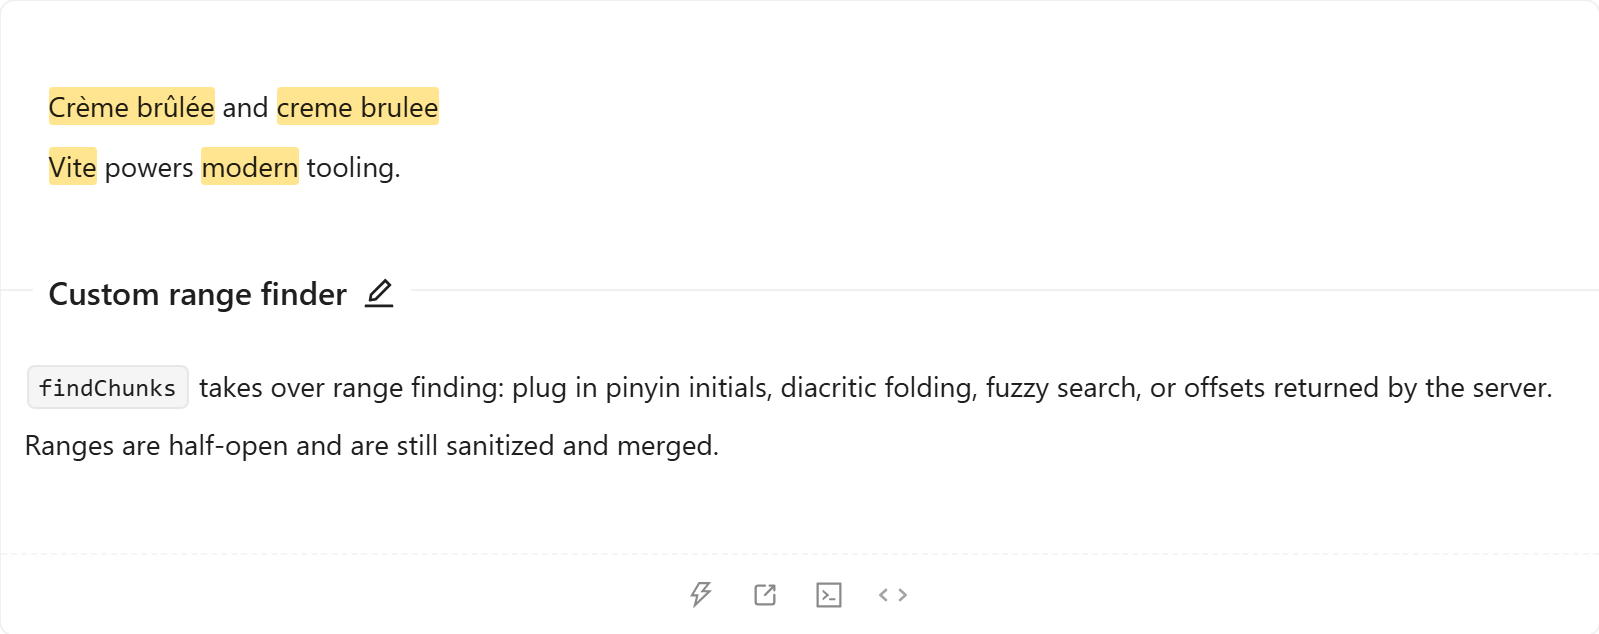 Crème brûlée and creme brulee
Vite powers modern tooling.
Custom range finder
findChunks takes over range finding: plug in pinyin initials, diacritic folding, fuzzy search, or offsets returned by the server.
Ranges are half-open and are still sanitized and merged.